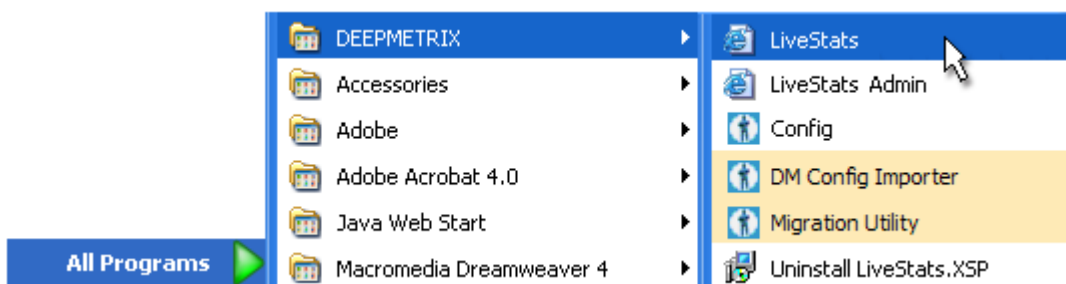 All Programs
DEEPMETRIX
Accessories
Adobe
Adobe Acrobat 4.0
Java Web Start
Macromedia Dreamweaver 4
LiveStats
LiveStats Admin
Config
DM Config Importer
Migration Utility
Uninstall LiveStats.XSP